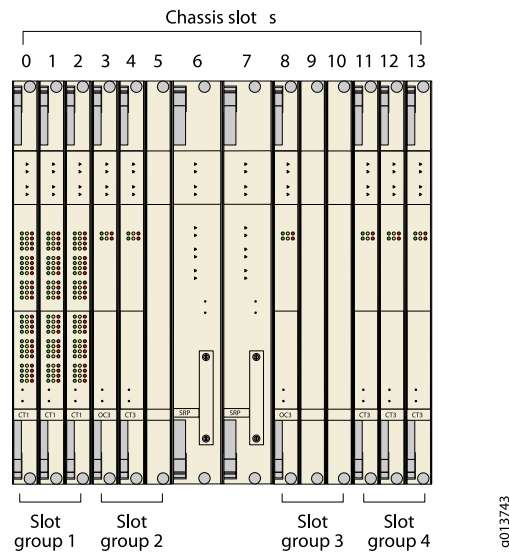 Chassis slot s
0 1 2 3 4 5 6 7 8 9 10 11 12 13
CT1 CT1 CT1 OC3 CT3 SRP SRP OC3 CT3 CT3 CT3
Slot group 1
Slot group 2
Slot group 3
Slot group 4
g013743